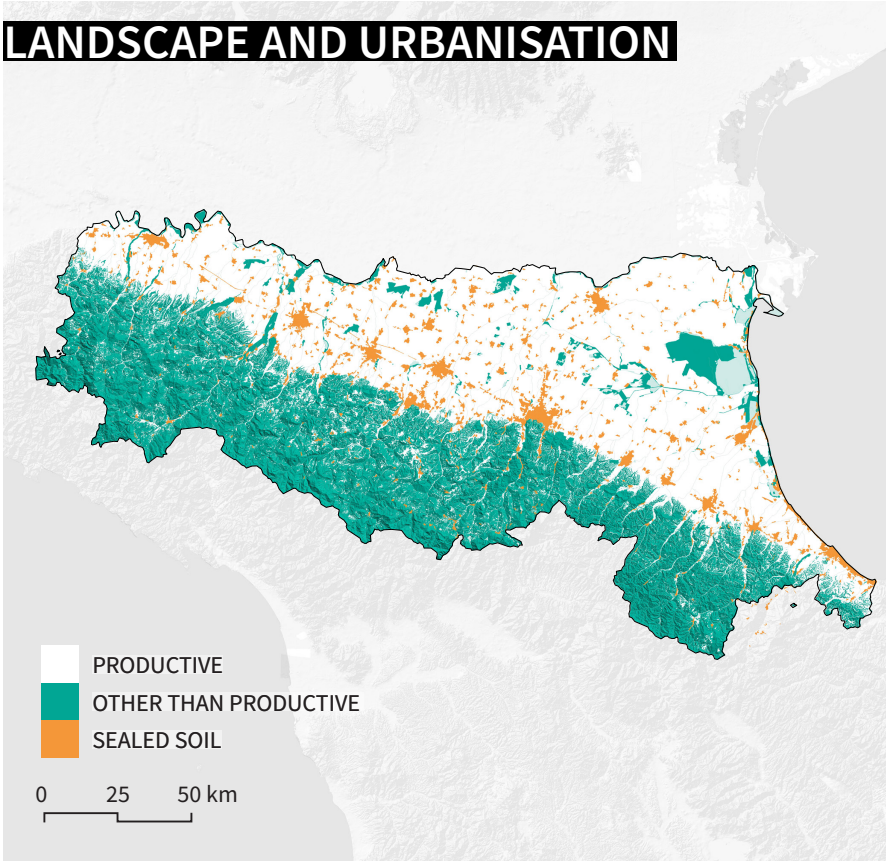 LANDSCAPE AND URBANISATION
PRODUCTIVE
OTHER THAN PRODUCTIVE
SEALED SOIL
0 25 50 km